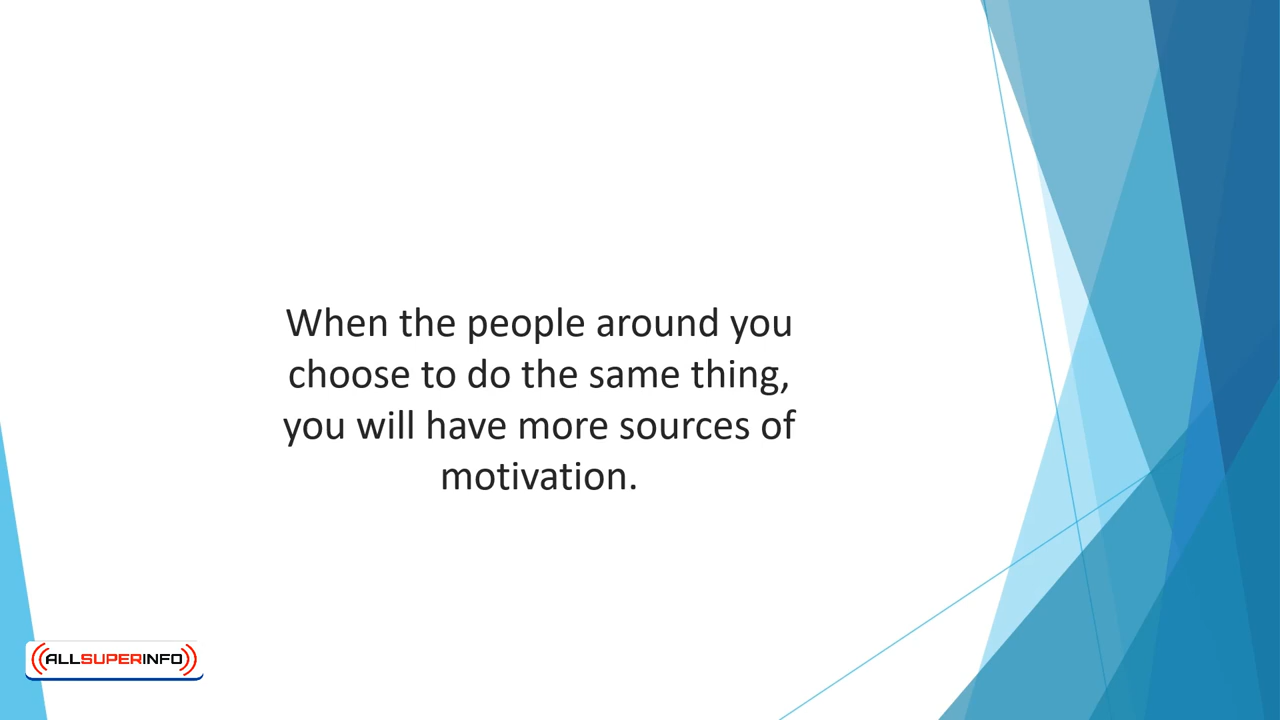 When the people around you
choose to do the same thing,
you will have more sources of
motivation.
ALLSUPERINFO